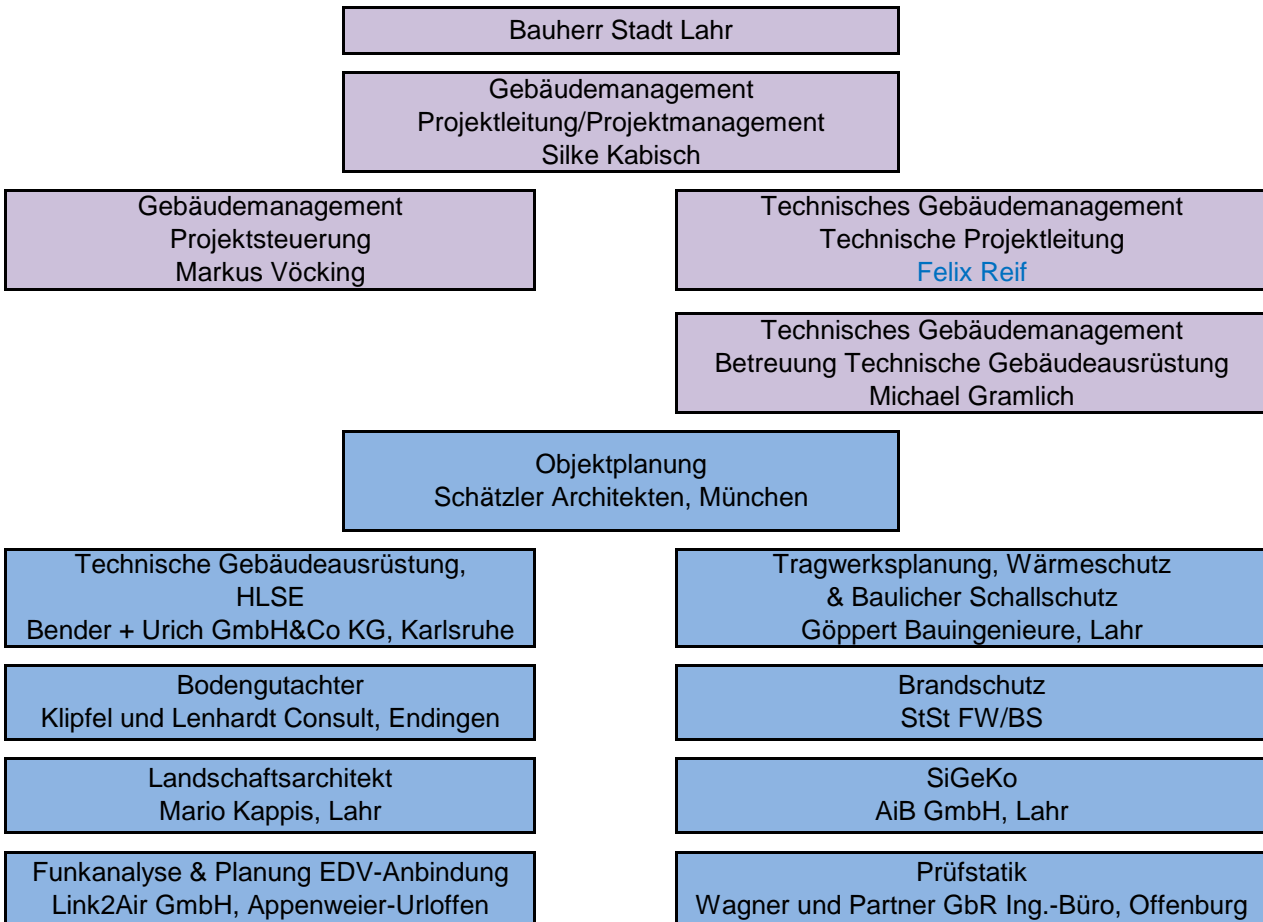 Bauherr Stadt Lahr
Gebäudemanagement
Projektleitung/Projektmanagement
Silke Kabisch
Gebäudemanagement
Projektsteuerung
Markus Vöcking
Technisches Gebäudemanagement
Technische Projektleitung
Felix Reif
Technisches Gebäudemanagement
Betreuung Technische Gebäudeausrüstung
Michael Gramlich
Objektplanung
Schätzler Architekten, München
Technische Gebäudeausrüstung,
HLSE
Bender + Urich GmbH&Co KG, Karlsruhe
Tragwerksplanung, Wärmeschutz
& Baulicher Schallschutz
Göppert Bauingenieure, Lahr
Bodengutachter
Klipfel und Lenhardt Consult, Endingen
Brandschutz
StSt FW/BS
Landschaftsarchitekt
Mario Kappis, Lahr
SiGeKo
AiB GmbH, Lahr
Funkanalyse & Planung EDV-Anbindung
Link2Air GmbH, Appenweier-Urloffen
Prüfstatik
Wagner und Partner GbR Ing.-Büro, Offenburg